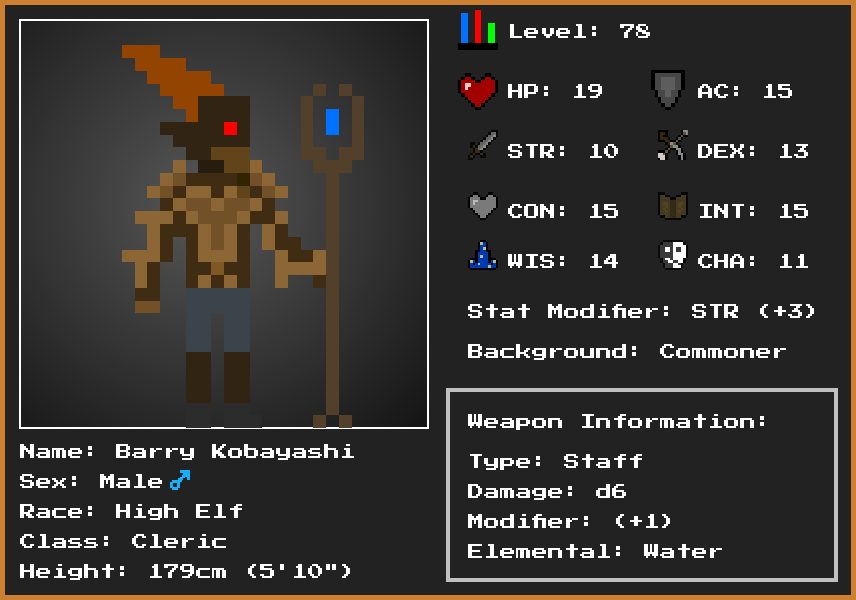 Level: 78
HP: 19
AC: 15
STR: 10
DEX: 13
CON: 15
INT: 15
WIS: 14
CHA: 11
Stat Modifier: STR (+3)
Background: Commoner
Weapon Information:
Type: Staff
Damage: d6
Modifier: (+1)
Elemental: Water
Name: Barry Kobayashi
Sex: Male ♂
Race: High Elf
Class: Cleric
Height: 179cm (5'10")